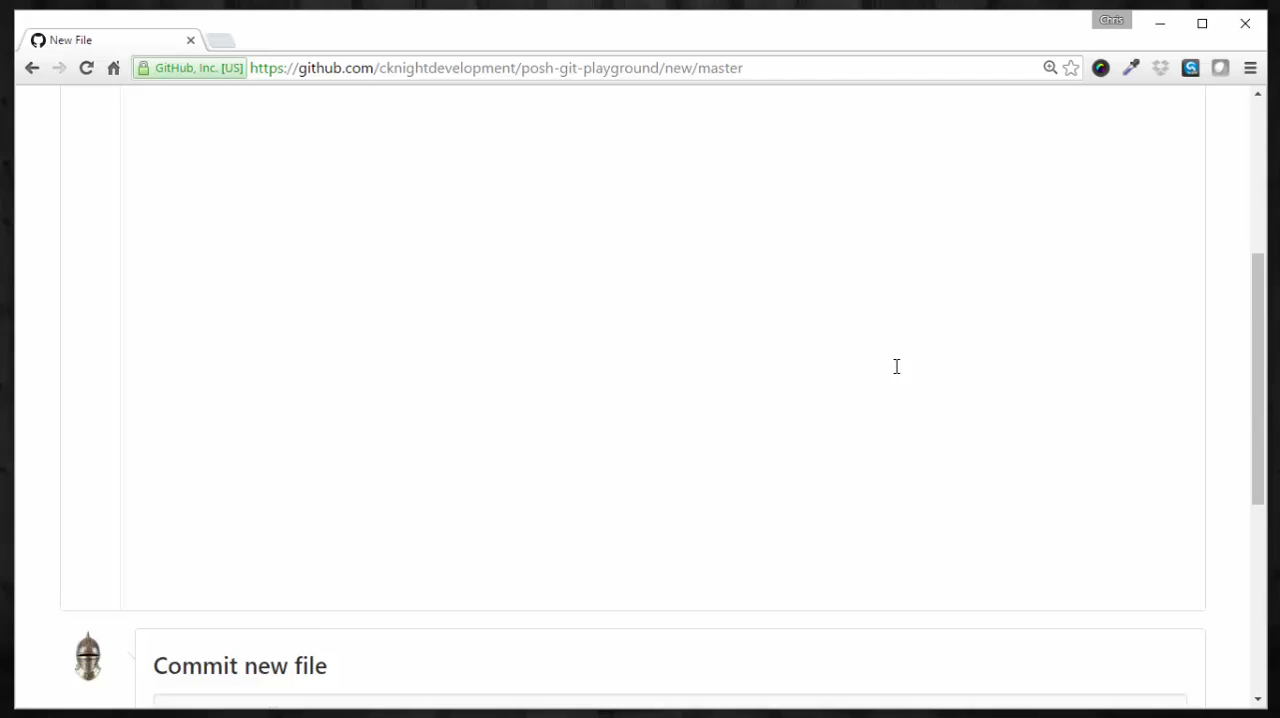 Chris
New File
GitHub, Inc. [US] https://github.com/cknightdevelopment/posh-git-playground/new/master
Commit new file